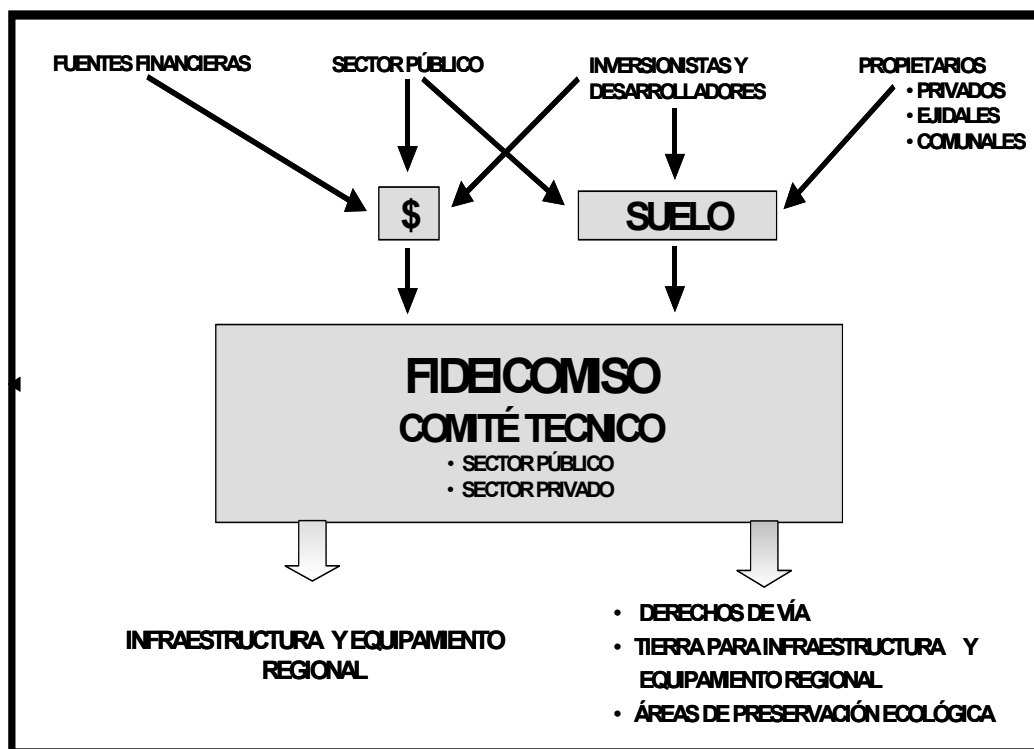 FUENTES FINANCIERAS
SECTOR PÚBLICO
INVERSIONISTAS Y
DESARROLLADORES
PROPIETARIOS
• PRIVADOS
• EJIDALES
• COMUNALES
$
SUELO
FIDEICOMISO
COMITÉ TECNICO
• SECTOR PÚBLICO
• SECTOR PRIVADO
INFRAESTRUCTURA Y EQUIPAMIENTO
REGIONAL
• DERECHOS DE VÍA
• TIERRA PARA INFRAESTRUCTURA Y
EQUIPAMIENTO REGIONAL
• ÁREAS DE PRESERVACIÓN ECOLÓGICA